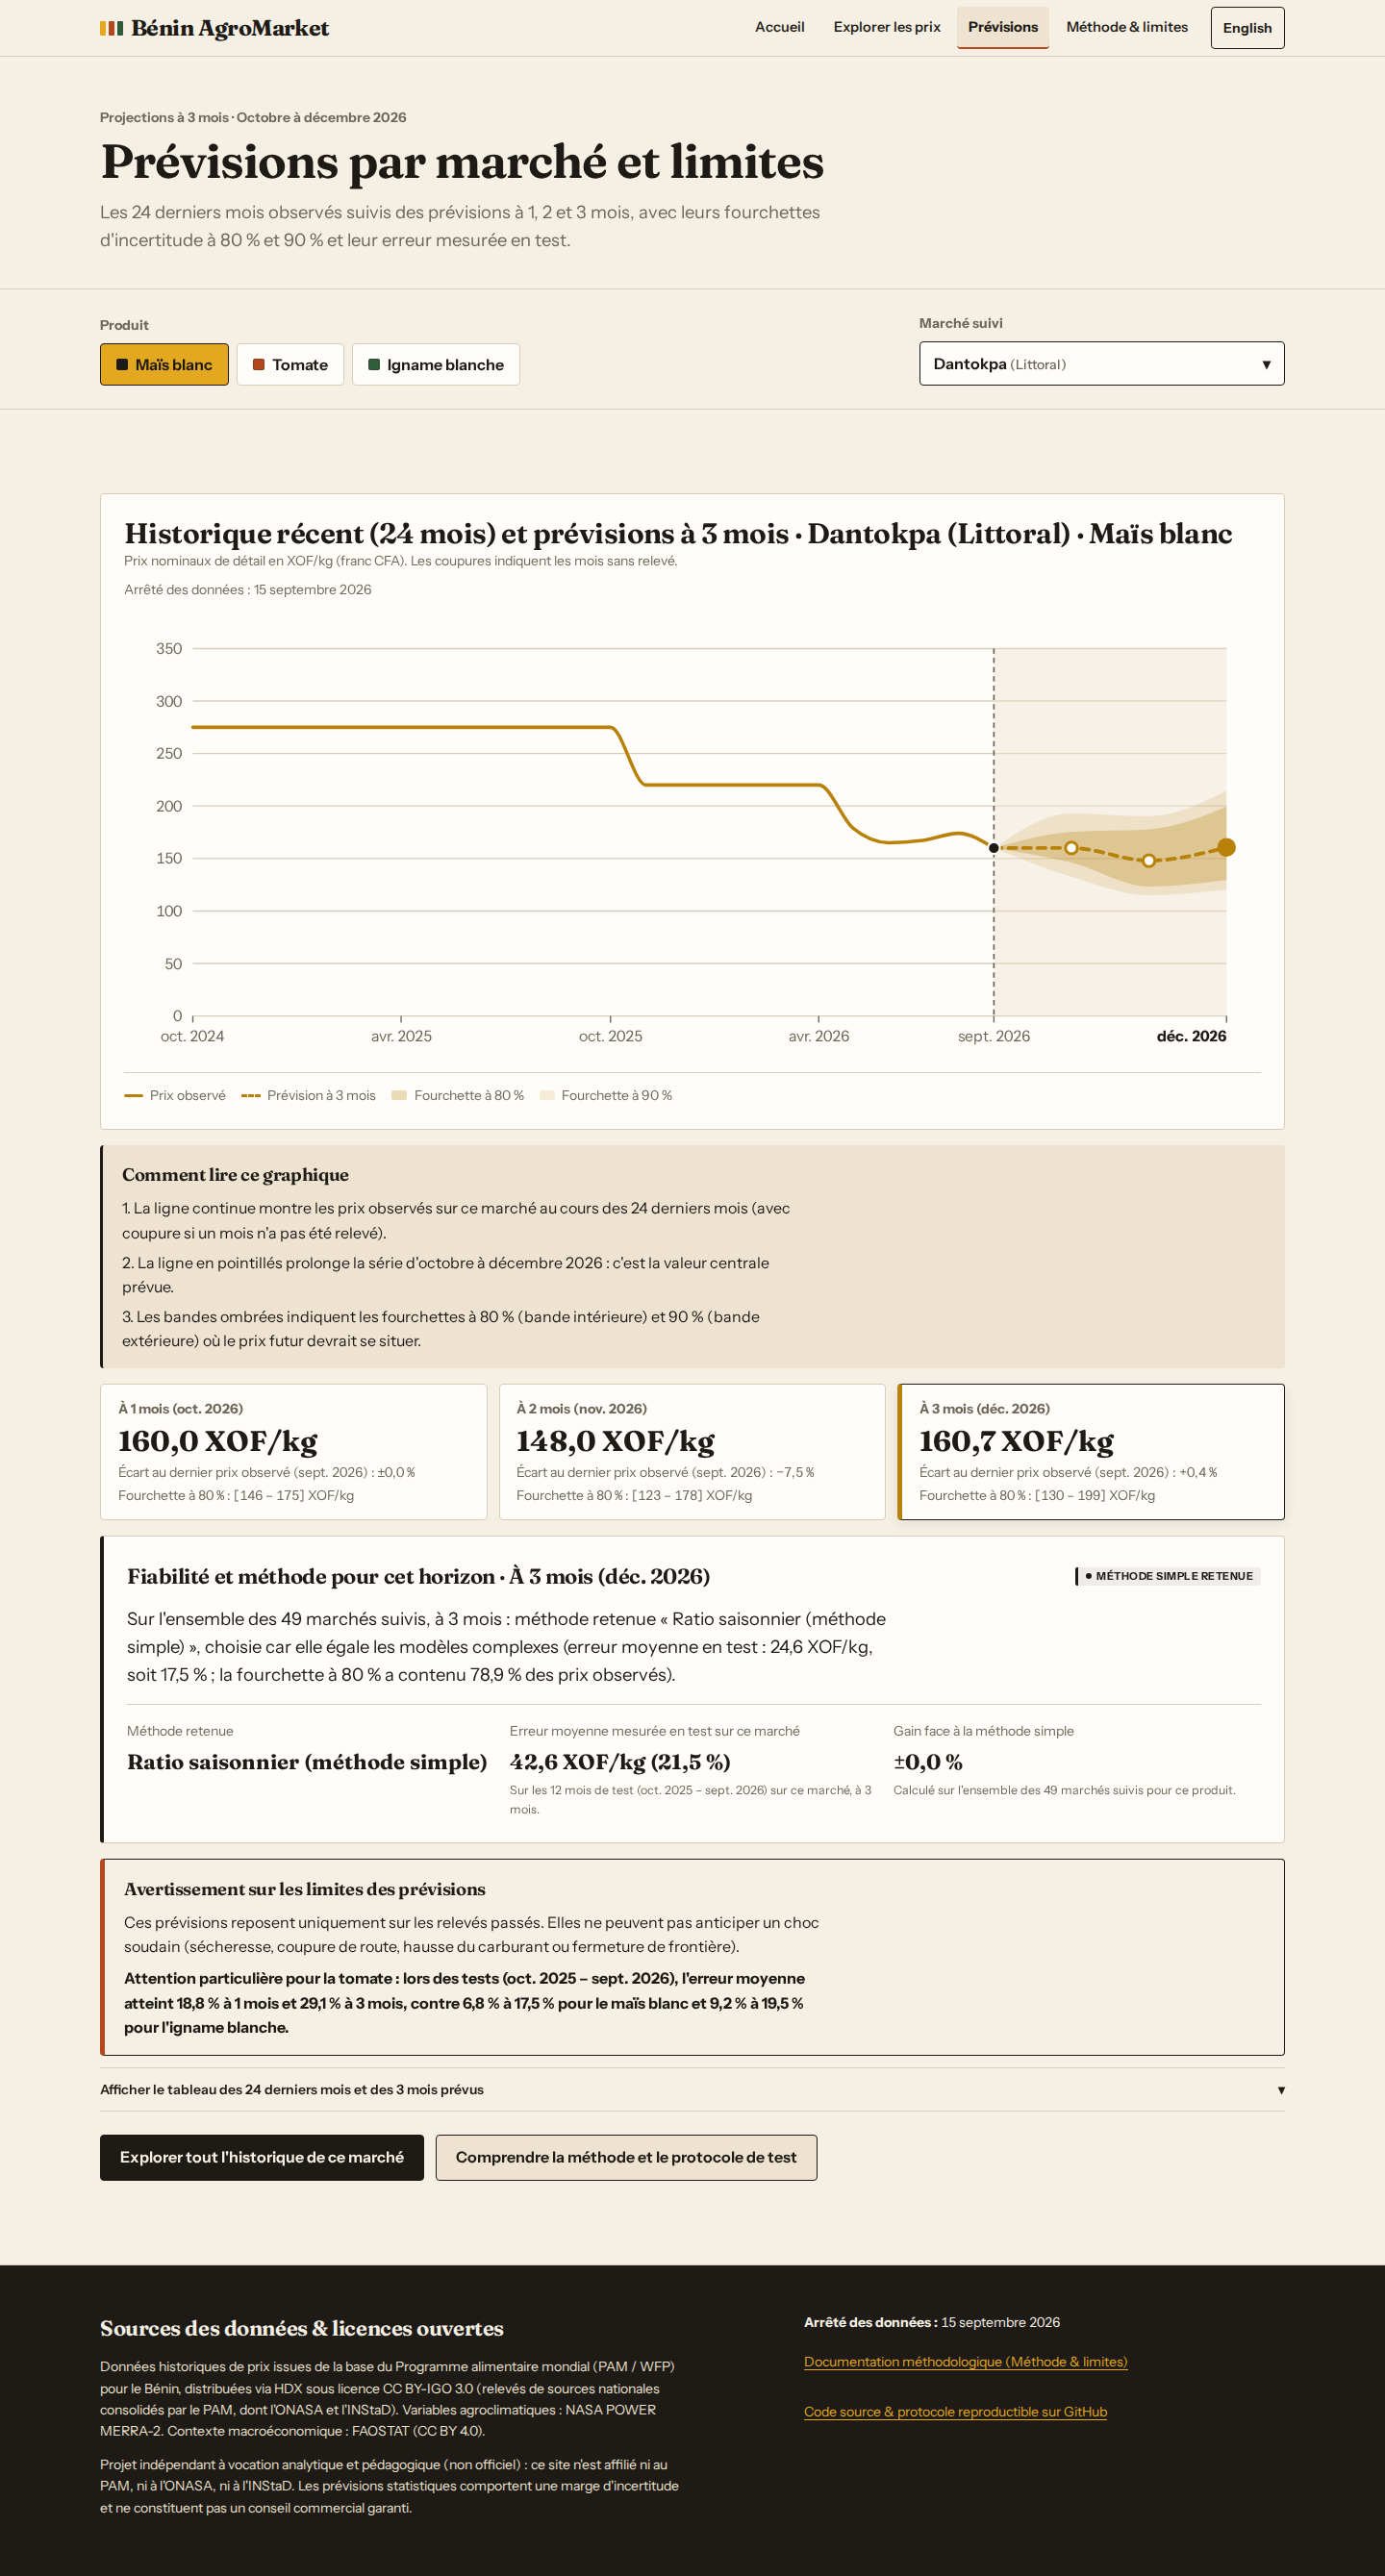 Bénin AgroMarket
Accueil
Explorer les prix
Prévisions
Méthode & limites
English
Projections à 3 mois · Octobre à décembre 2026
Prévisions par marché et limites
Les 24 derniers mois observés suivis des prévisions à 1, 2 et 3 mois, avec leurs fourchettes
d'incertitude à 80 % et 90 % et leur erreur mesurée en test.
Produit
Maïs blanc
Tomate
Igname blanche
Marché suivi
Dantokpa (Littoral)
Historique récent (24 mois) et prévisions à 3 mois · Dantokpa (Littoral) · Maïs blanc
Prix nominaux de détail en XOF/kg (franc CFA). Les coupures indiquent les mois sans relevé.
Arrêté des données : 15 septembre 2026
350
300
250
200
150
100
50
0
oct. 2024
avr. 2025
oct. 2025
avr. 2026
sept. 2026
déc. 2026
Prix observé
Prévision à 3 mois
Fourchette à 80 %
Fourchette à 90 %
Comment lire ce graphique
1. La ligne continue montre les prix observés sur ce marché au cours des 24 derniers mois (avec
coupure si un mois n'a pas été relevé).
2. La ligne en pointillés prolonge la série d'octobre à décembre 2026 : c'est la valeur centrale
prévue.
3. Les bandes ombrées indiquent les fourchettes à 80 % (bande intérieure) et 90 % (bande
extérieure) où le prix futur devrait se situer.
À 1 mois (oct. 2026)
160,0 XOF/kg
Écart au dernier prix observé (sept. 2026) : ±0,0 %
Fourchette à 80 % : [146 – 175] XOF/kg
À 2 mois (nov. 2026)
148,0 XOF/kg
Écart au dernier prix observé (sept. 2026) : −7,5 %
Fourchette à 80 % : [123 – 178] XOF/kg
À 3 mois (déc. 2026)
160,7 XOF/kg
Écart au dernier prix observé (sept. 2026) : +0,4 %
Fourchette à 80 % : [130 – 199] XOF/kg
Fiabilité et méthode pour cet horizon · À 3 mois (déc. 2026)
MÉTHODE SIMPLE RETENUE
Sur l'ensemble des 49 marchés suivis, à 3 mois : méthode retenue « Ratio saisonnier (méthode
simple) », choisie car elle égale les modèles complexes (erreur moyenne en test : 24,6 XOF/kg,
soit 17,5 % ; la fourchette à 80 % a contenu 78,9 % des prix observés).
Méthode retenue
Ratio saisonnier (méthode simple)
Erreur moyenne mesurée en test sur ce marché
42,6 XOF/kg (21,5 %)
Sur les 12 mois de test (oct. 2025 – sept. 2026) sur ce marché, à 3
mois.
Gain face à la méthode simple
±0,0 %
Calculé sur l'ensemble des 49 marchés suivis pour ce produit.
Avertissement sur les limites des prévisions
Ces prévisions reposent uniquement sur les relevés passés. Elles ne peuvent pas anticiper un choc
soudain (sécheresse, coupure de route, hausse du carburant ou fermeture de frontière).
Attention particulière pour la tomate : lors des tests (oct. 2025 – sept. 2026), l'erreur moyenne
atteint 18,8 % à 1 mois et 29,1 % à 3 mois, contre 6,8 % à 17,5 % pour le maïs blanc et 9,2 % à 19,5 %
pour l'igname blanche.
Afficher le tableau des 24 derniers mois et des 3 mois prévus
Explorer tout l'historique de ce marché
Comprendre la méthode et le protocole de test
Sources des données & licences ouvertes
Données historiques de prix issues de la base du Programme alimentaire mondial (PAM / WFP)
pour le Bénin, distribuées via HDX sous licence CC BY-IGO 3.0 (relevés de sources nationales
consolidés par le PAM, dont l'ONASA et l'INStaD). Variables agroclimatiques : NASA POWER
MERRA-2. Contexte macroéconomique : FAOSTAT (CC BY 4.0).
Projet indépendant à vocation analytique et pédagogique (non officiel) : ce site n'est affilié ni au
PAM, ni à l'ONASA, ni à l'INStaD. Les prévisions statistiques comportent une marge d'incertitude
et ne constituent pas un conseil commercial garanti.
Arrêté des données : 15 septembre 2026
Documentation méthodologique (Méthode & limites)
Code source & protocole reproductible sur GitHub